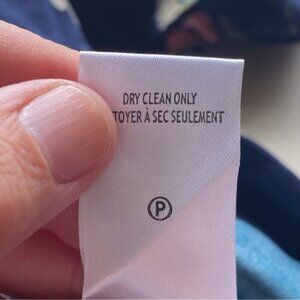 DRY CLEAN ONLY
TOYER À SEC SEULEMENT
P